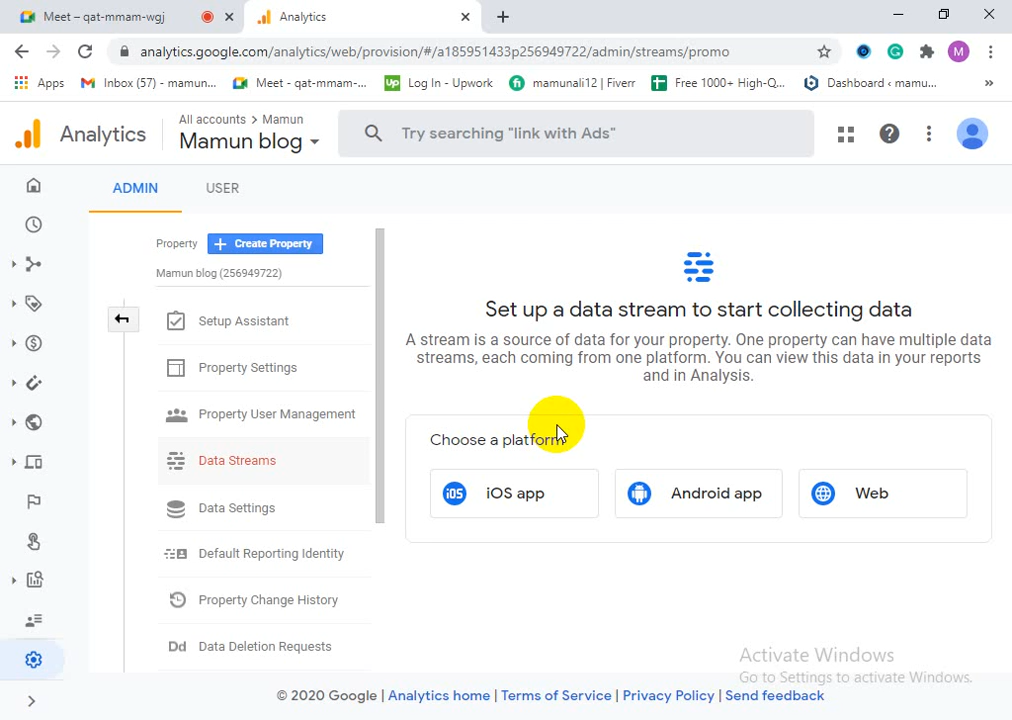 Meet – qat-mmam-wgj
Analytics
analytics.google.com/analytics/web/provision/#/a185951433p256949722/admin/streams/promo
M
Apps
Inbox (57) - mamun...
Meet - qat-mmam-...
Up Log In - Upwork
fi mamunali12 | Fiverr
Free 1000+ High-Q...
Dashboard ‹ mamu...
»
Analytics
All accounts > Mamun
Mamun blog
Try searching "link with Ads"
ADMIN
USER
Property
+ Create Property
Mamun blog (256949722)
Setup Assistant
Property Settings
Property User Management
Data Streams
Data Settings
Default Reporting Identity
Property Change History
Dd Data Deletion Requests
Set up a data stream to start collecting data
A stream is a source of data for your property. One property can have multiple data
streams, each coming from one platform. You can view this data in your reports
and in Analysis.
Choose a platform
iOS iOS app
Android app
Web
Activate Windows
Go to Settings to activate Windows.
© 2020 Google | Analytics home | Terms of Service | Privacy Policy | Send feedback